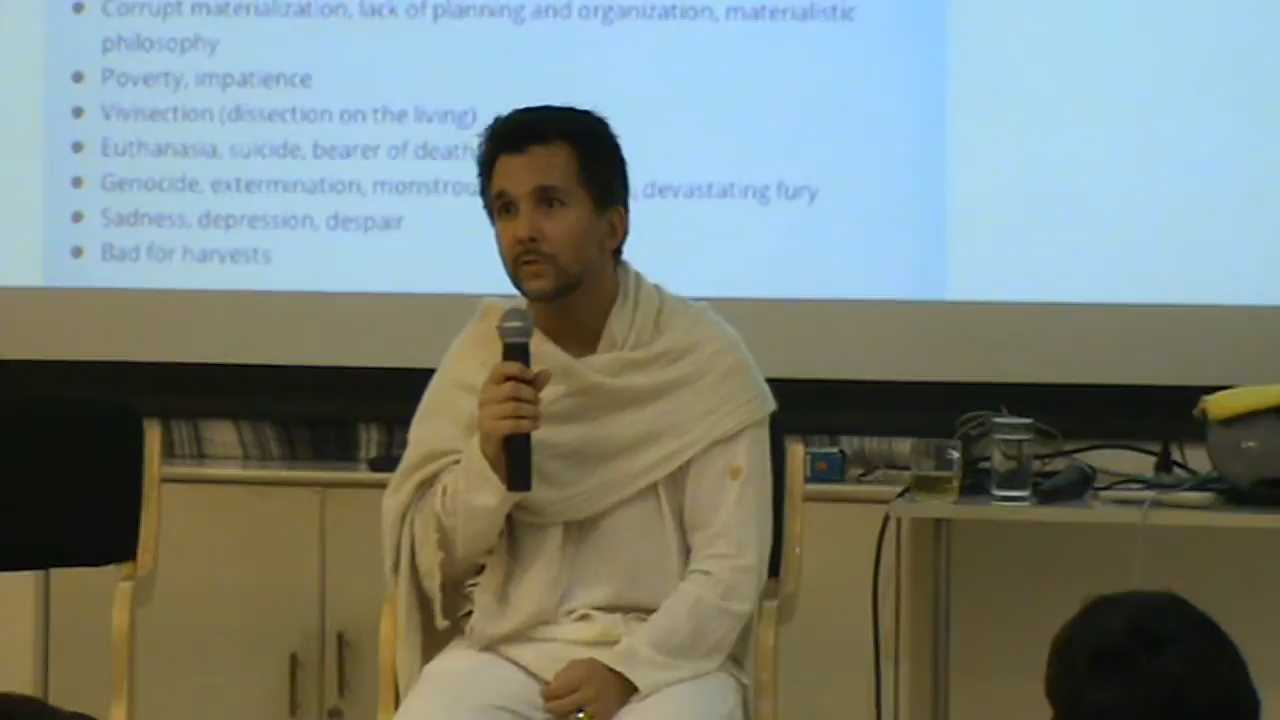 Corrupt materialization, lack of planning and organization, materialistic
philosophy
Poverty, impatience
Vivisection (dissection on the living)
Euthanasia, suicide, bearer of death
Genocide, extermination, , devastating fury
Sadness, depression, despair
Bad for harvests